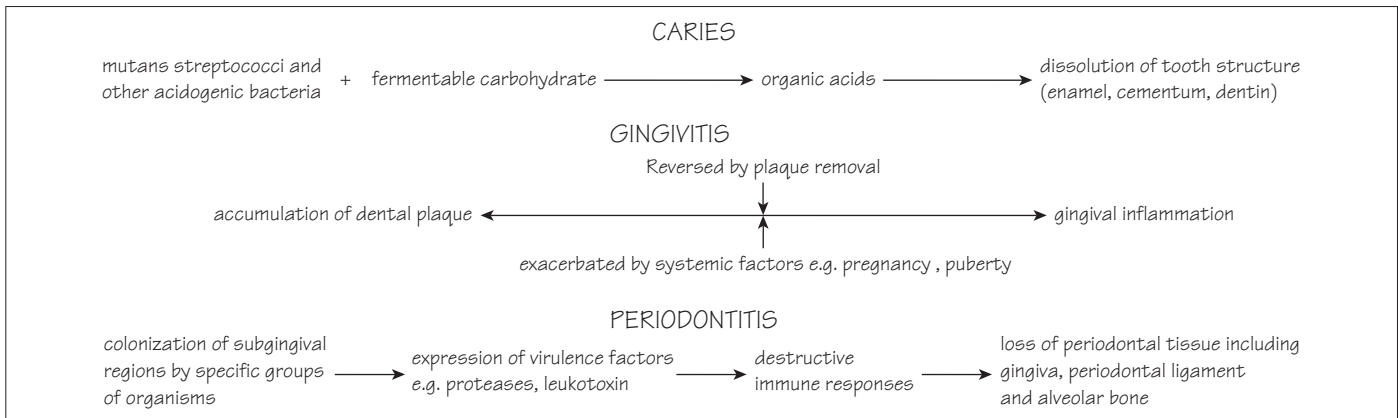 CARIES
mutans streptococci and
other acidogenic bacteria
+
fermentable carbohydrate
organic acids
dissolution of tooth structure
(enamel, cementum, dentin)
GINGIVITIS
Reversed by plaque removal
accumulation of dental plaque
gingival inflammation
exacerbated by systemic factors e.g. pregnancy , puberty
PERIODONTITIS
colonization of subgingival
regions by specific groups
of organisms
expression of virulence factors
e.g. proteases, leukotoxin
destructive
immune responses
loss of periodontal tissue including
gingiva, periodontal ligament
and alveolar bone